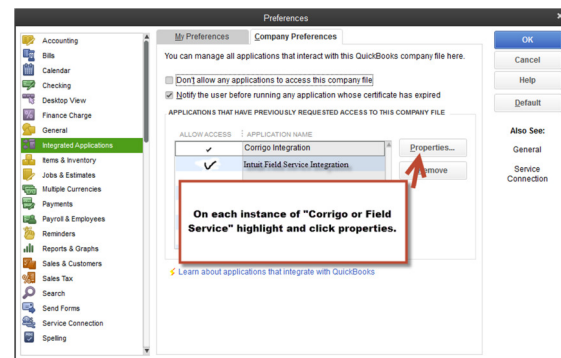 Preferences
x
Accounting
Bills
Calendar
Checking
Desktop View
Finance Charge
General
Integrated Applications
Items & Inventory
Jobs & Estimates
Multiple Currencies
Payments
Payroll & Employees
Reminders
Reports & Graphs
Sales & Customers
Sales Tax
Search
Send Forms
Service Connection
Spelling
My Preferences
Company Preferences
You can manage all applications that interact with this QuickBooks company file here.
Don't allow any applications to access this company file
Notify the user before running any application whose certificate has expired
APPLICATIONS THAT HAVE PREVIOUSLY REQUESTED ACCESS TO THIS COMPANY FILE
ALLOW ACCESS APPLICATION NAME
Corrigo Integration
Intuit Field Service Integration
Properties...
On each instance of "Corrigo or Field
Service" highlight and click properties.
Learn about applications that integrate with QuickBooks
OK
Cancel
Help
Default
Also See:
General
Service
Connection